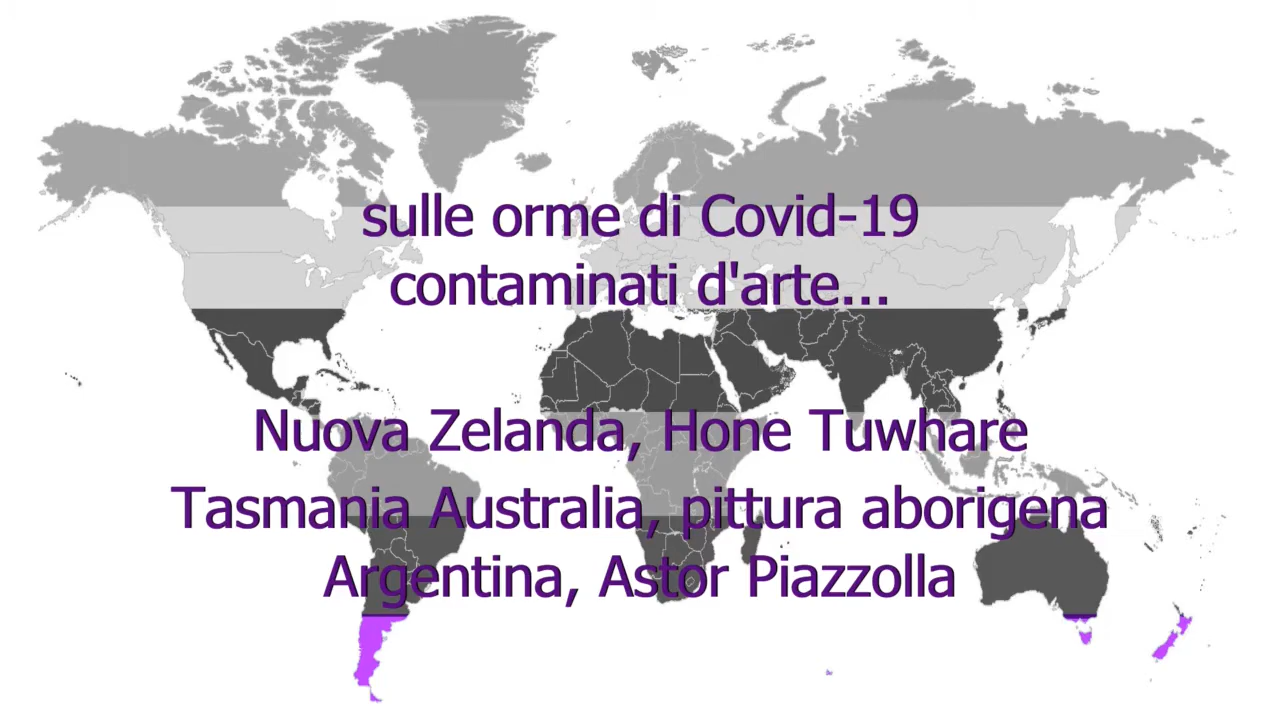 sulle orme di Covid-19
contaminati d'arte...
Nuova Zelanda, Hone Tuwhare
Tasmania Australia, pittura aborigena
Argentina, Astor Piazzolla